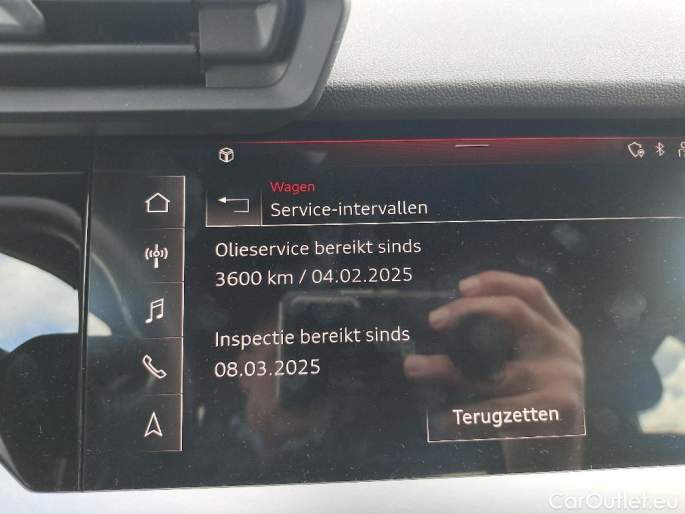 Wagen
Service-intervallen
Olieservice bereikt sinds
3600 km / 04.02.2025
Inspectie bereikt sinds
08.03.2025
Terugzetten
CarOutlet.eu